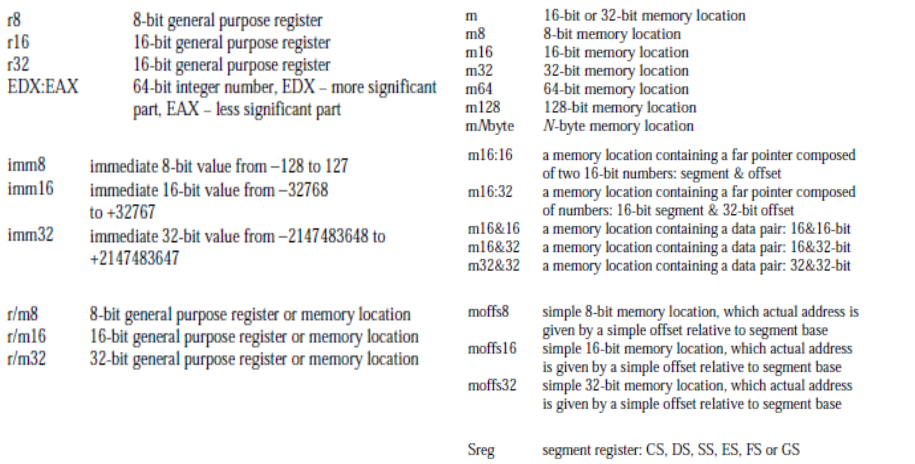 r8 8-bit general purpose register
r16 16-bit general purpose register
r32 16-bit general purpose register
EDX:EAX 64-bit integer number, EDX – more significant
part, EAX – less significant part
imm8 immediate 8-bit value from –128 to 127
imm16 immediate 16-bit value from –32768
to +32767
imm32 immediate 32-bit value from –2147483648 to
+2147483647
r/m8 8-bit general purpose register or memory location
r/m16 16-bit general purpose register or memory location
r/m32 32-bit general purpose register or memory location
m 16-bit or 32-bit memory location
m8 8-bit memory location
m16 16-bit memory location
m32 32-bit memory location
m64 64-bit memory location
m128 128-bit memory location
mNbyte N-byte memory location
m16:16 a memory location containing a far pointer composed
of two 16-bit numbers: segment & offset
m16:32 a memory location containing a far pointer composed
of numbers: 16-bit segment & 32-bit offset
m16&16 a memory location containing a data pair: 16&16-bit
m16&32 a memory location containing a data pair: 16&32-bit
m32&32 a memory location containing a data pair: 32&32-bit
moffs8 simple 8-bit memory location, which actual address is
given by a simple offset relative to segment base
moffs16 simple 16-bit memory location, which actual address
is given by a simple offset relative to segment base
moffs32 simple 32-bit memory location, which actual address
is given by a simple offset relative to segment base
Sreg segment register: CS, DS, SS, ES, FS or GS